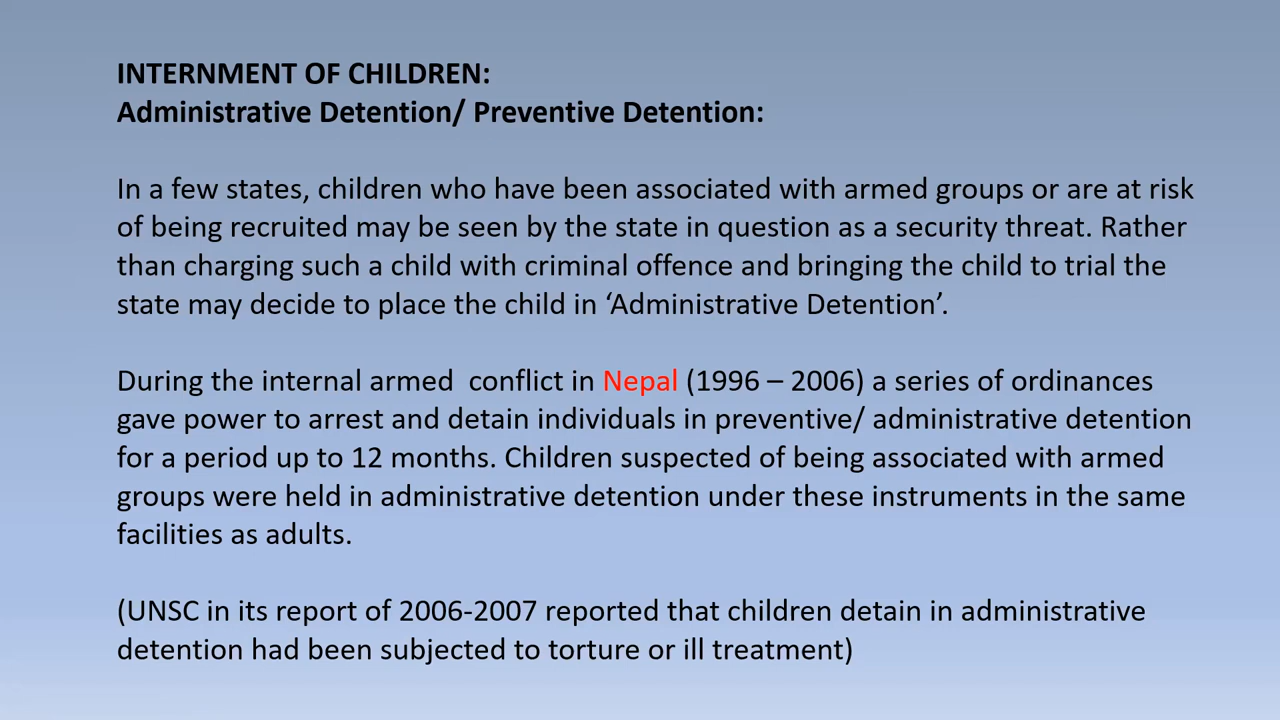 INTERNMENT OF CHILDREN:
Administrative Detention/ Preventive Detention:
In a few states, children who have been associated with armed groups or are at risk
of being recruited may be seen by the state in question as a security threat. Rather
than charging such a child with criminal offence and bringing the child to trial the
state may decide to place the child in ‘Administrative Detention’.
During the internal armed  conflict in Nepal (1996 – 2006) a series of ordinances
gave power to arrest and detain individuals in preventive/ administrative detention
for a period up to 12 months. Children suspected of being associated with armed
groups were held in administrative detention under these instruments in the same
facilities as adults.
(UNSC in its report of 2006-2007 reported that children detain in administrative
detention had been subjected to torture or ill treatment)